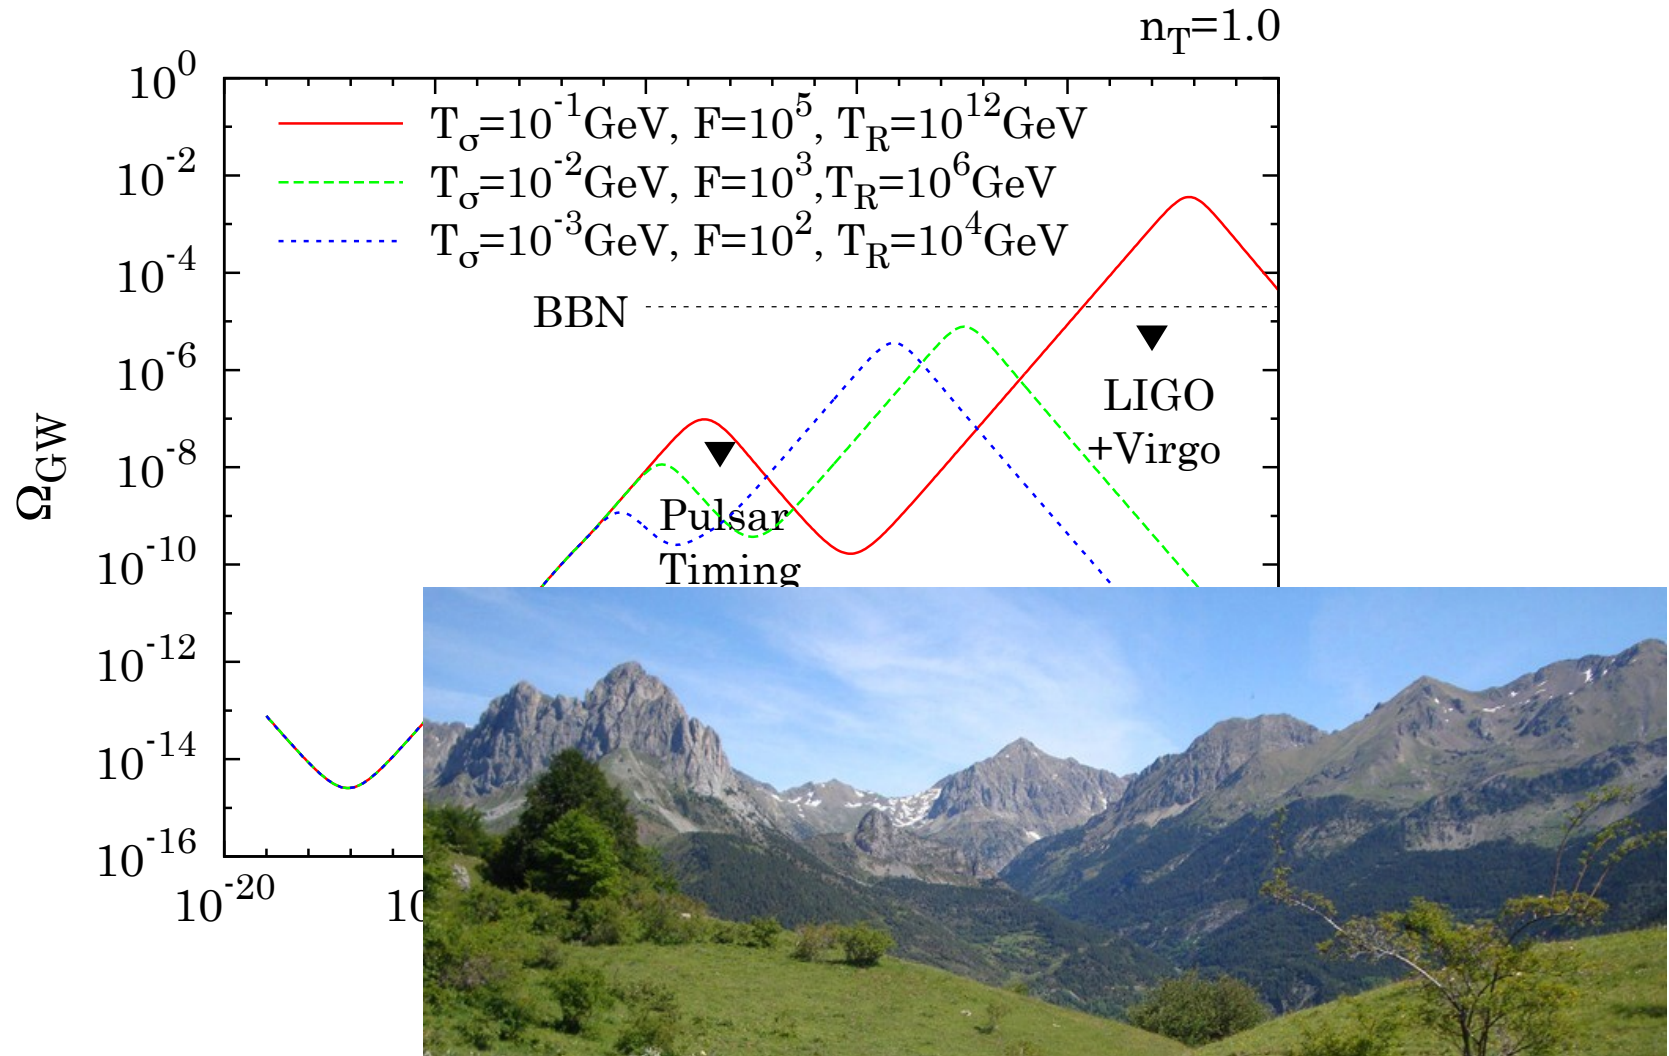 n_T=1.0
10^0
T_σ=10^-1GeV, F=10^5, T_R=10^12GeV
10^-2
T_σ=10^-2GeV, F=10^3,T_R=10^6GeV
T_σ=10^-3GeV, F=10^2, T_R=10^4GeV
10^-4
BBN
10^-6
LIGO
+Virgo
Ω_GW
10^-8
Pulsar
Timing
10^-10
10^-12
10^-14
10^-16
10^-20